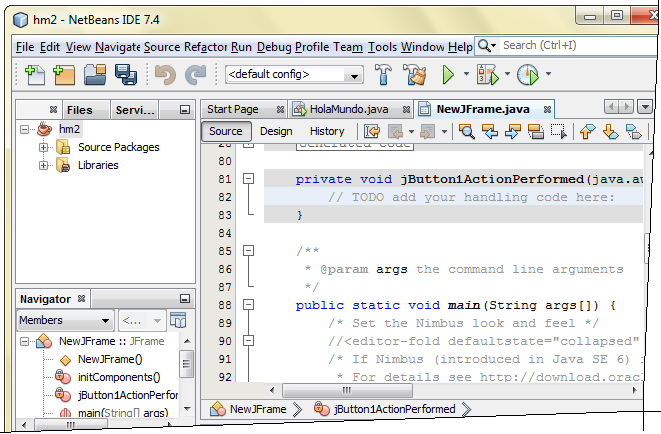 hm2 - NetBeans IDE 7.4
File Edit View Navigate Source Refactor Run Debug Profile Team Tools Window Help Search (Ctrl+I)
<default config>
Files Servi...
hm2
Source Packages
Libraries
Navigator
Members <...
NewJFrame :: JFrame
NewJFrame()
initComponents()
jButton1ActionPerfor
main(String[] args)
Start Page HolaMundo.java NewJFrame.java
Source Design History
Generated Code
80
81 private void jButton1ActionPerformed(java.aw
82 // TODO add your handling code here:
83 }
84
85 /**
86 * @param args the command line arguments
87 */
88 public static void main(String args[]) {
89 /* Set the Nimbus look and feel */
90 //<editor-fold defaultstate="collapsed"
91 /* If Nimbus (introduced in Java SE 6)
92 * For details see http://download.orac
NewJFrame jButton1ActionPerformed